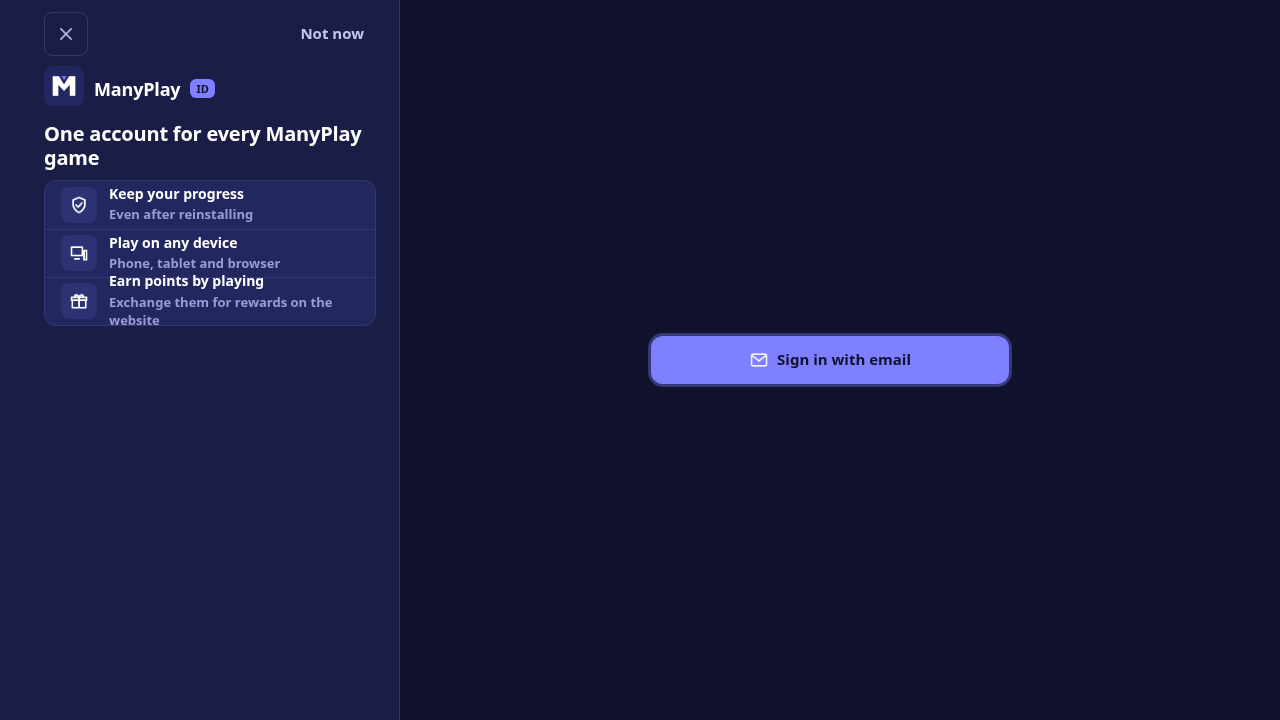 Not now
ManyPlay ID
One account for every ManyPlay
game
Keep your progress
Even after reinstalling
Play on any device
Phone, tablet and browser
Earn points by playing
Exchange them for rewards on the
website
Sign in with email